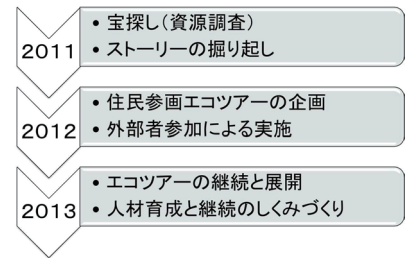 2011
• 宝探し（資源調査）
• ストーリーの掘り起し
2012
• 住民参画エコツアーの企画
• 外部者参加による実施
2013
• エコツアーの継続と展開
• 人材育成と継続のしくみづくり